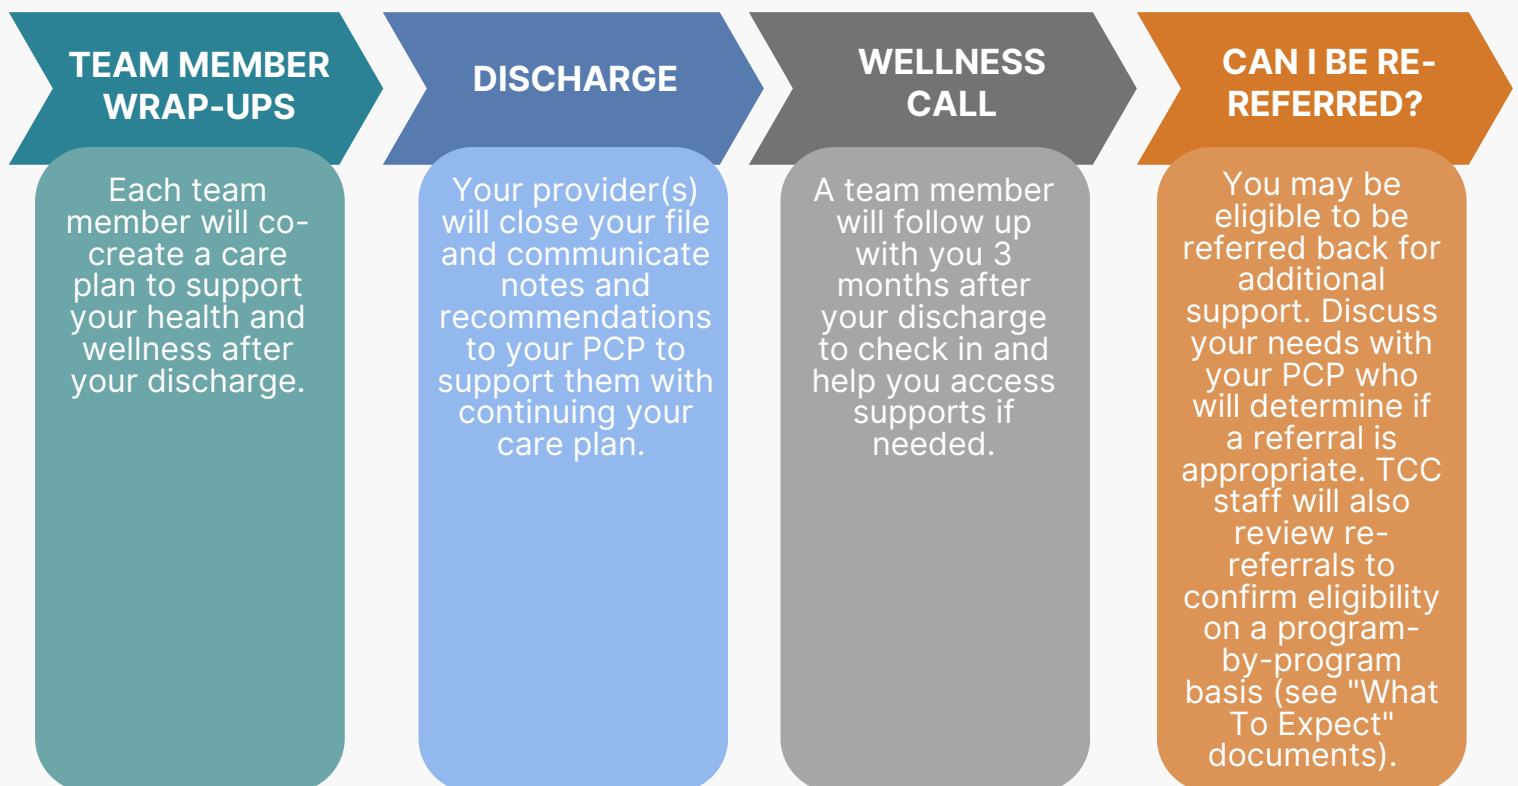 TEAM MEMBER
WRAP-UPS
Each team
member will co-
create a care
plan to support
your health and
wellness after
your discharge.
DISCHARGE
Your provider(s)
will close your file
and communicate
notes and
recommendations
to your PCP to
support them with
continuing your
care plan.
WELLNESS
CALL
A team member
will follow up
with you 3
months after
your discharge
to check in and
help you access
supports if
needed.
CAN I BE RE-
REFERRED?
You may be
eligible to be
referred back for
additional
support. Discuss
your needs with
your PCP who
will determine if
a referral is
appropriate. TCC
staff will also
review re-
referrals to
confirm eligibility
on a program-
by-program
basis (see "What
To Expect"
documents).